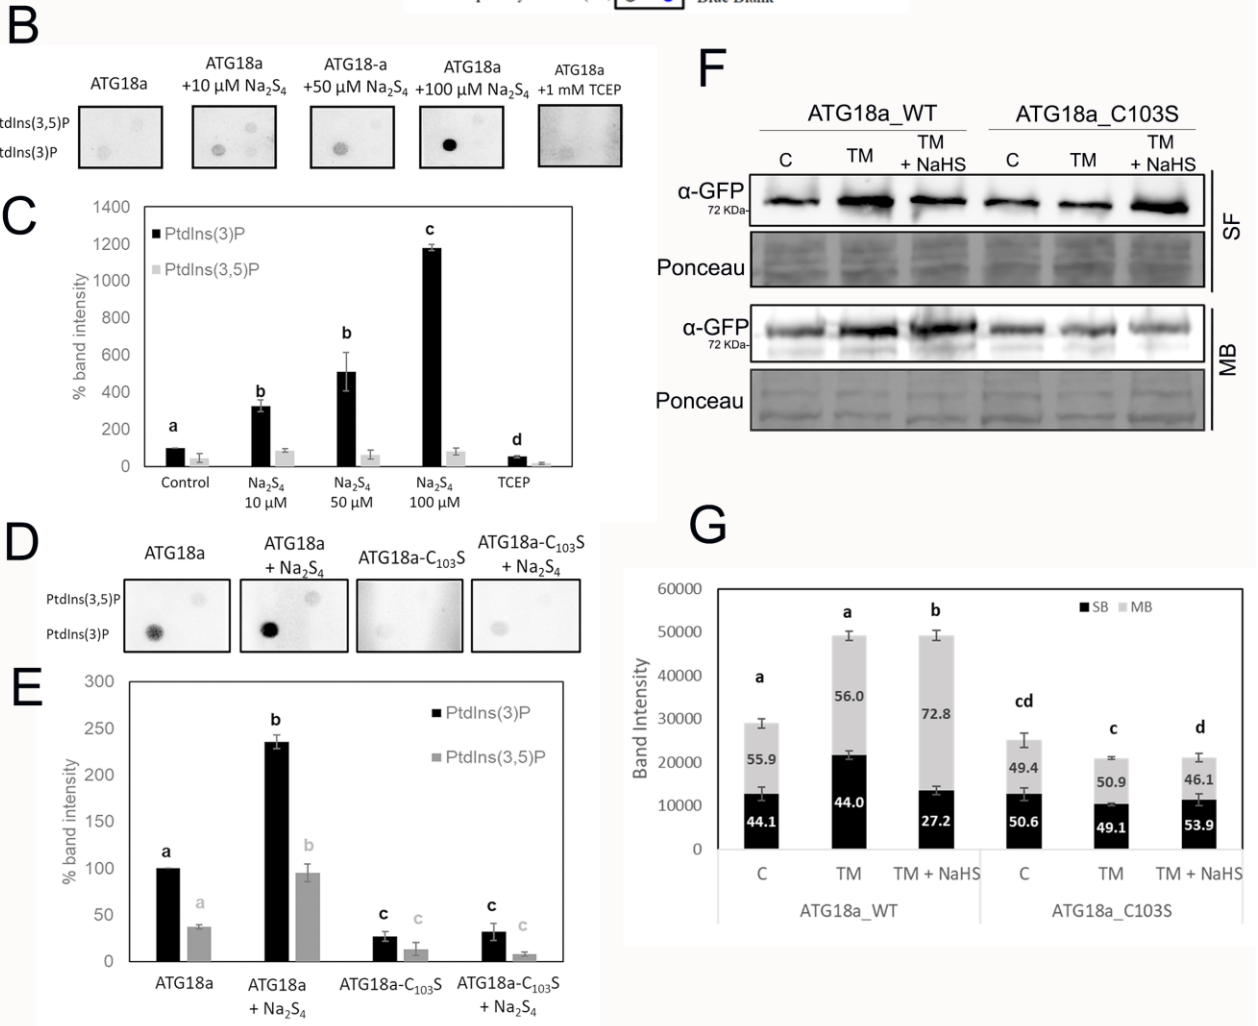 Blue Blank
B
ATG18a
ATG18a
+10 µM Na₂S₄
ATG18-a
+50 µM Na₂S₄
ATG18a
+100 µM Na₂S₄
ATG18a
+1 mM TCEP
tdIns(3,5)P
tdIns(3)P
C
1400
1200
1000
800
600
400
200
0
% band intensity
PtdIns(3)P
PtdIns(3,5)P
a
b
b
c
d
Control
Na₂S₄
10 µM
Na₂S₄
50 µM
Na₂S₄
100 µM
TCEP
D
ATG18a
ATG18a
+ Na₂S₄
ATG18a-C₁₀₃S
ATG18a-C₁₀₃S
+ Na₂S₄
PtdIns(3,5)P
PtdIns(3)P
E
300
250
200
150
100
50
0
% band intensity
PtdIns(3)P
PtdIns(3,5)P
a
a
b
b
c
c
c
c
ATG18a
ATG18a
+ Na₂S₄
ATG18a-C₁₀₃S
ATG18a-C₁₀₃S
+ Na₂S₄
F
ATG18a_WT
ATG18a_C103S
C
TM
TM
+ NaHS
C
TM
TM
+ NaHS
α-GFP
72 KDa-
Ponceau
SF
α-GFP
72 KDa-
Ponceau
MB
G
60000
50000
40000
30000
20000
10000
0
Band Intensity
SB MB
a
a
b
cd
c
d
55.9
56.0
72.8
49.4
50.9
46.1
44.1
44.0
27.2
50.6
49.1
53.9
C
TM
TM + NaHS
C
TM
TM + NaHS
ATG18a_WT
ATG18a_C103S